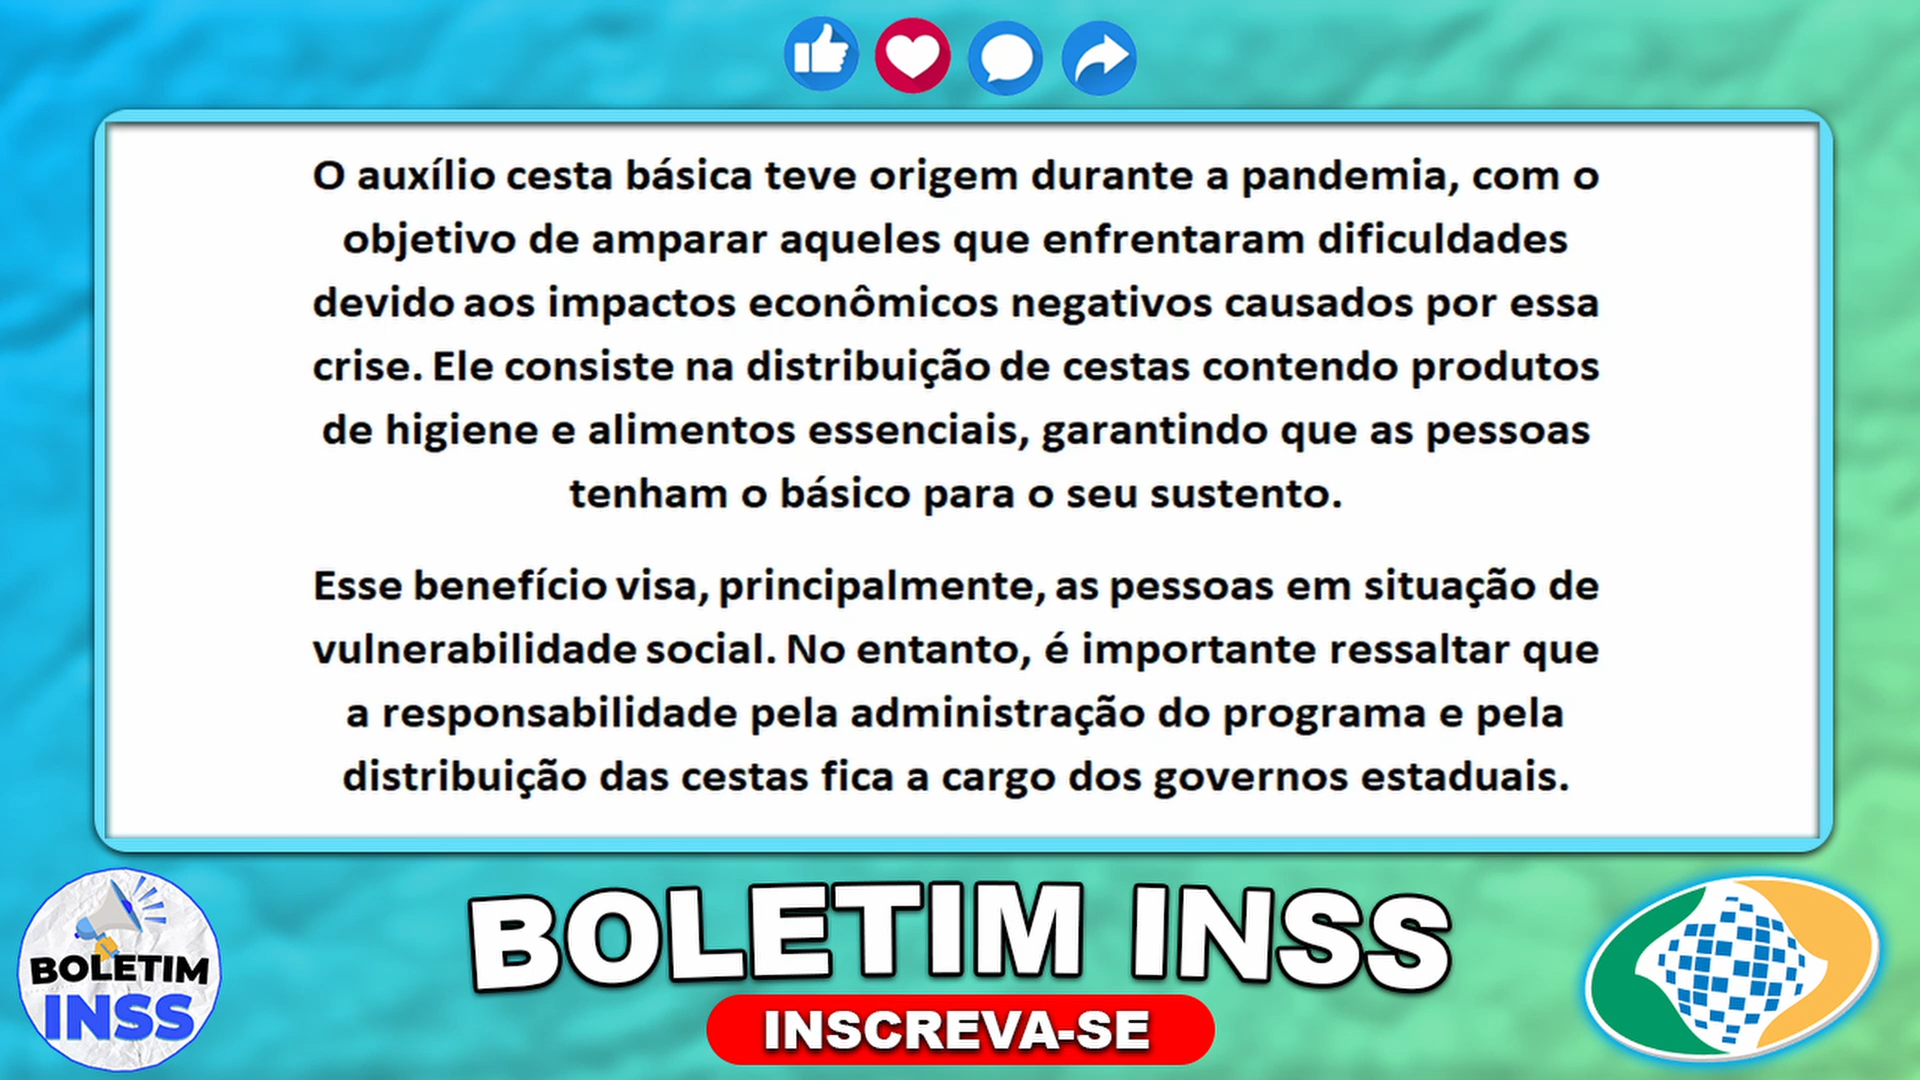 O auxílio cesta básica teve origem durante a pandemia, com o
objetivo de amparar aqueles que enfrentaram dificuldades
devido aos impactos econômicos negativos causados por essa
crise. Ele consiste na distribuição de cestas contendo produtos
de higiene e alimentos essenciais, garantindo que as pessoas
tenham o básico para o seu sustento.
Esse benefício visa, principalmente, as pessoas em situação de
vulnerabilidade social. No entanto, é importante ressaltar que
a responsabilidade pela administração do programa e pela
distribuição das cestas fica a cargo dos governos estaduais.
BOLETIM
INSS
BOLETIM INSS
INSCREVA-SE